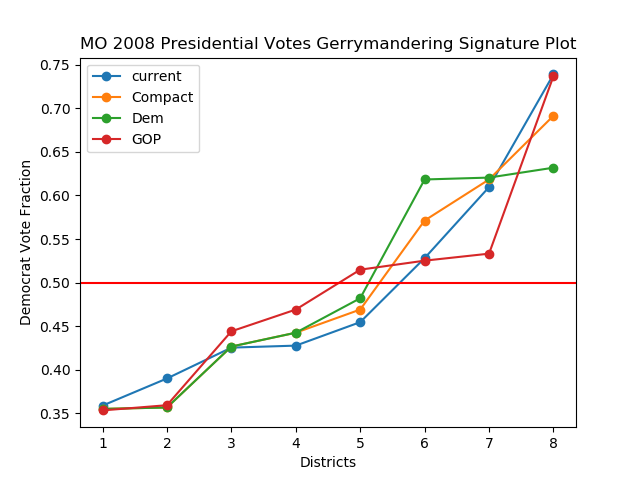 MO 2008 Presidential Votes Gerrymandering Signature Plot
current
Compact
Dem
GOP
0.75
0.70
0.65
0.60
0.55
0.50
0.45
0.40
0.35
Democrat Vote Fraction
1 2 3 4 5 6 7 8
Districts